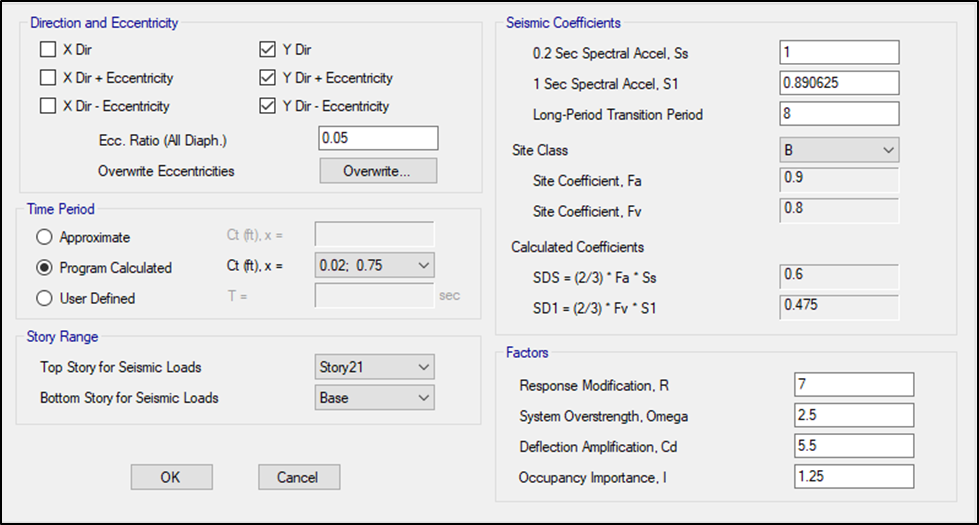 Direction and Eccentricity
X Dir
Y Dir
X Dir + Eccentricity
Y Dir + Eccentricity
X Dir - Eccentricity
Y Dir - Eccentricity
Ecc. Ratio (All Diaph.)
0.05
Overwrite Eccentricities
Overwrite...
Time Period
Approximate
Ct (ft), x =
Program Calculated
Ct (ft), x =
0.02; 0.75
User Defined
T =
sec
Story Range
Top Story for Seismic Loads
Story21
Bottom Story for Seismic Loads
Base
OK
Cancel
Seismic Coefficients
0.2 Sec Spectral Accel, Ss
1
1 Sec Spectral Accel, S1
0.890625
Long-Period Transition Period
8
Site Class
B
Site Coefficient, Fa
0.9
Site Coefficient, Fv
0.8
Calculated Coefficients
SDS = (2/3) * Fa * Ss
0.6
SD1 = (2/3) * Fv * S1
0.475
Factors
Response Modification, R
7
System Overstrength, Omega
2.5
Deflection Amplification, Cd
5.5
Occupancy Importance, I
1.25